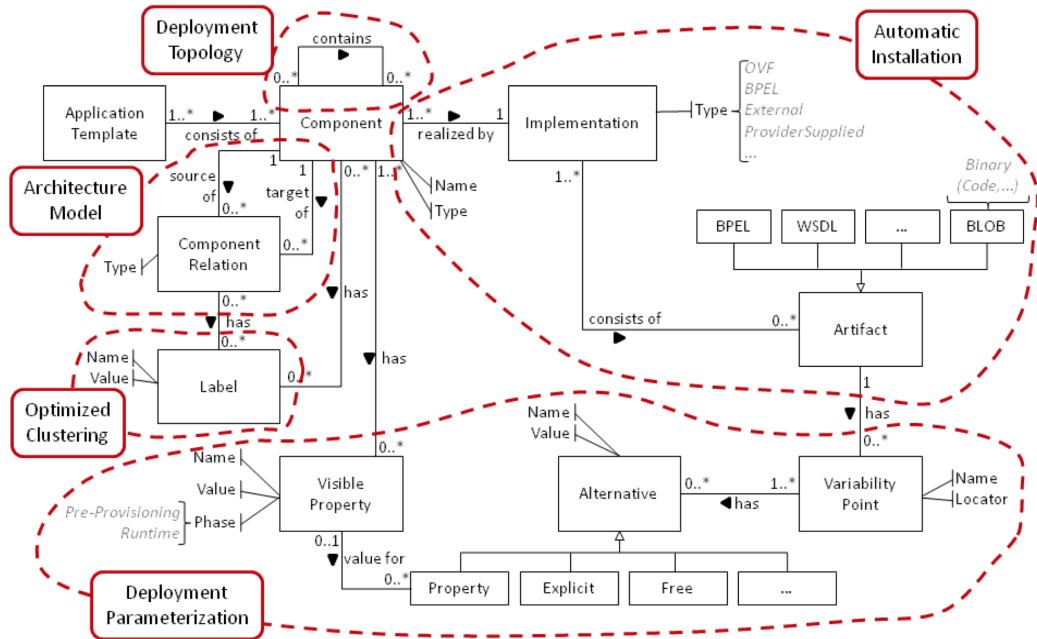 Deployment
Topology
contains
Automatic
Installation
0..*
0..*
OVF
BPEL
External
ProviderSupplied
...
Application
Template
1..*
1..*
consists of
Component
1..*
1
realized by
Implementation
Type
Architecture
Model
1
source
of
0..*
1
target
of
0..*
0..*
1..*
Name
Type
1..*
Binary
(Code,...)
BPEL
WSDL
...
BLOB
Type
Component
Relation
0..*
has
0..*
has
consists of
0..*
Artifact
Name
Value
Label
0..*
has
1
has
0..*
Optimized
Clustering
Name
Value
Name
Value
Phase
Pre-Provisioning
Runtime
0..*
Visible
Property
Alternative
0..*
1..*
has
Variability
Point
Name
Locator
0..1
value for
0..*
Property
Explicit
Free
...
Deployment
Parameterization